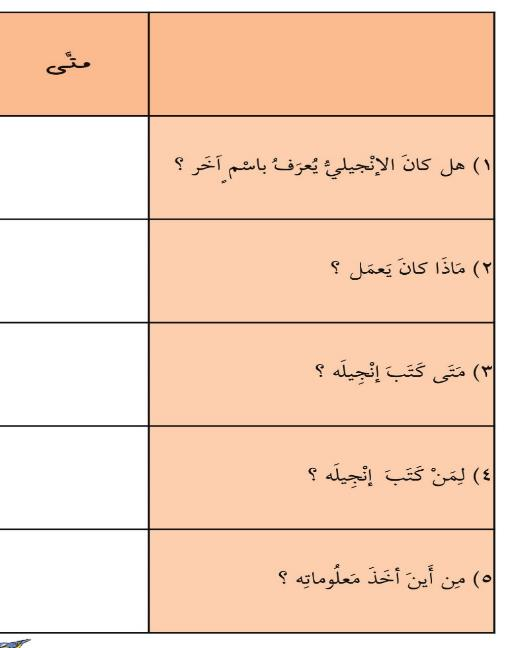 متَّى
١) هل كانَ الإنْجيليُّ يُعرَفُ باسْمٍ آخَر ؟
٢) مَاذَا كانَ يَعمَل ؟
٣) مَتَى كَتَبَ إنْجِيلَه ؟
٤) لِمَنْ كَتَبَ إنْجِيلَه ؟
٥) مِن أَينَ أخَذَ مَعلُوماتِه ؟